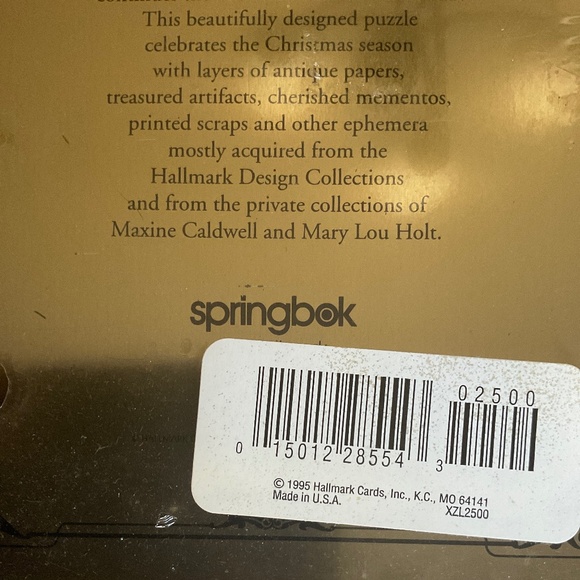 This beautifully designed puzzle
celebrates the Christmas season
with layers of antique papers,
treasured artifacts, cherished mementos,
printed scraps and other ephemera
mostly acquired from the
Hallmark Design Collections
and from the private collections of
Maxine Caldwell and Mary Lou Holt.
springbok
02500
0 15012 28554 3
© 1995 Hallmark Cards, Inc., K.C., MO 64141
Made in U.S.A.
XZL2500